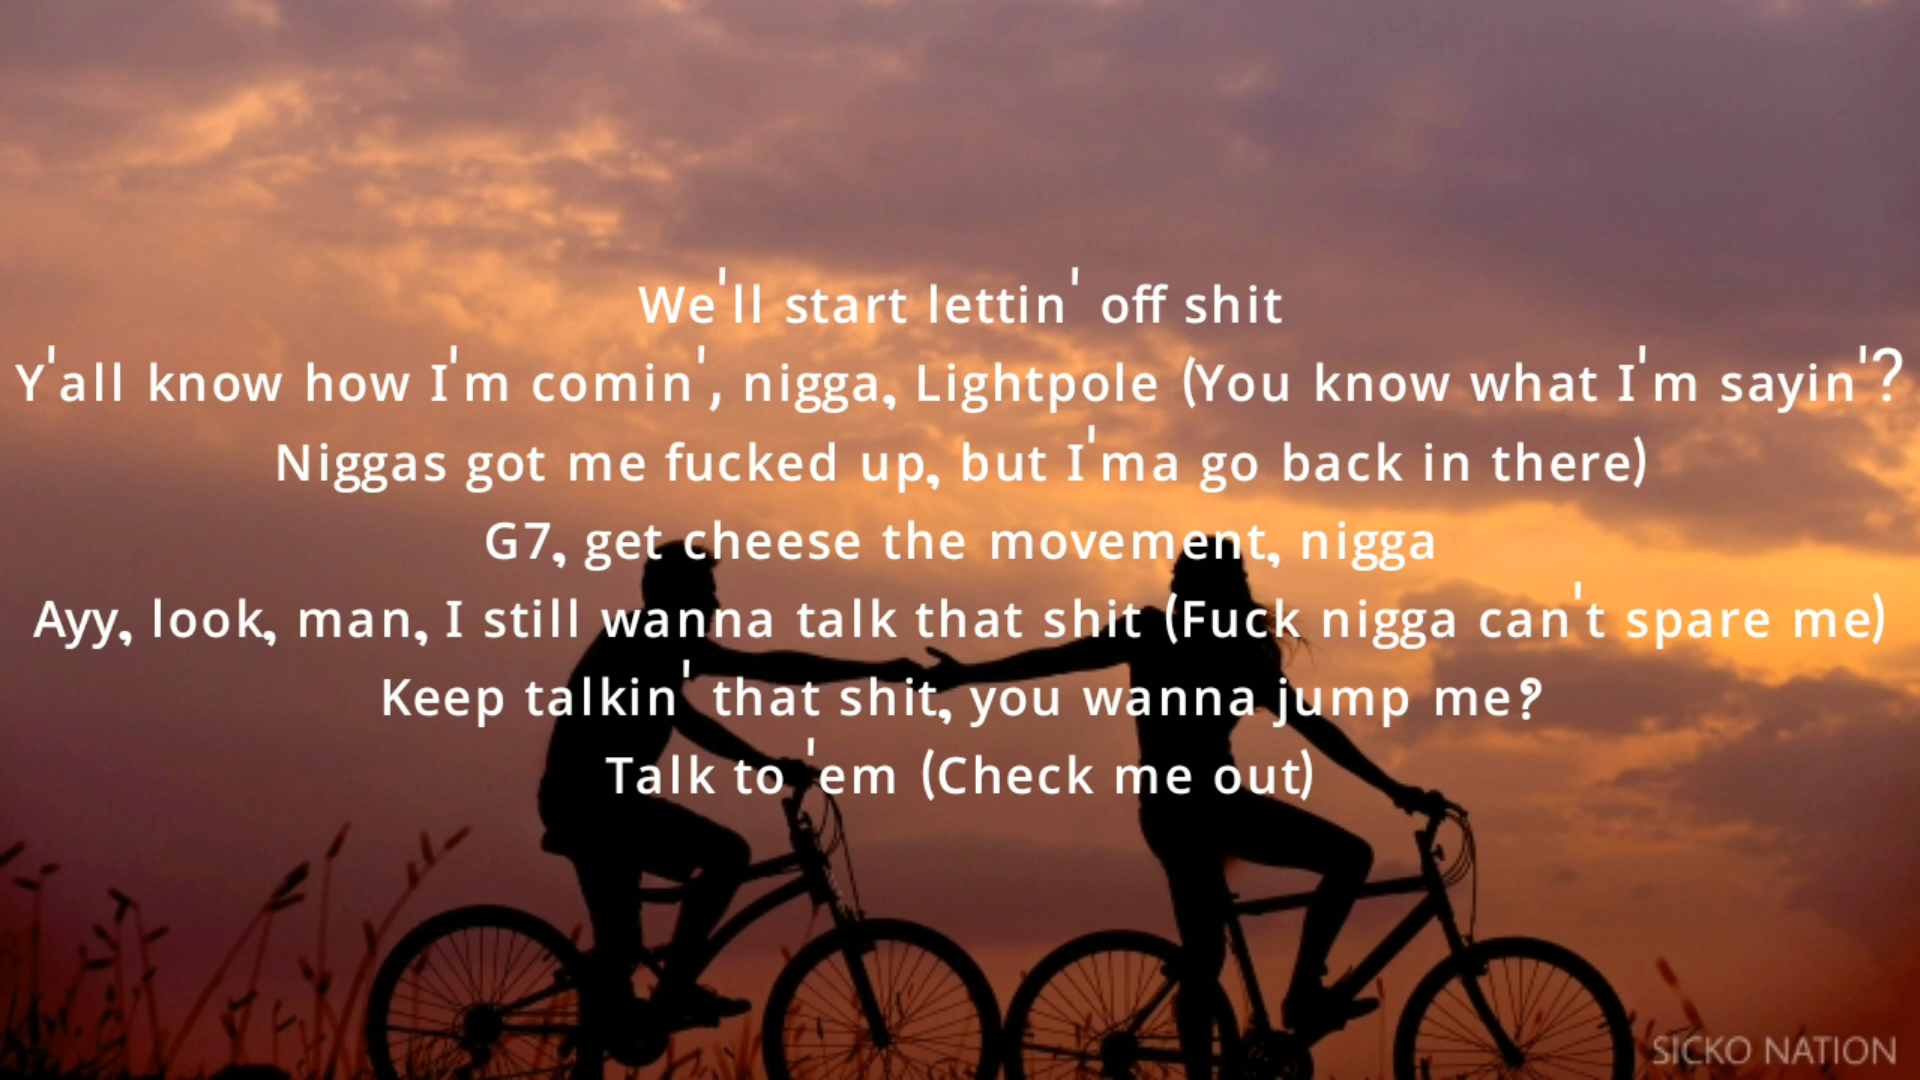 We'll start lettin' off shit
Y'all know how I'm comin', nigga, Lightpole (You know what I'm sayin'?
Niggas got me fucked up, but I'ma go back in there)
G7, get cheese the movement, nigga
Ayy, look, man, I still wanna talk that shit (Fuck nigga can't spare me)
Keep talkin' that shit, you wanna jump me?
Talk to 'em (Check me out)
SICKO NATION